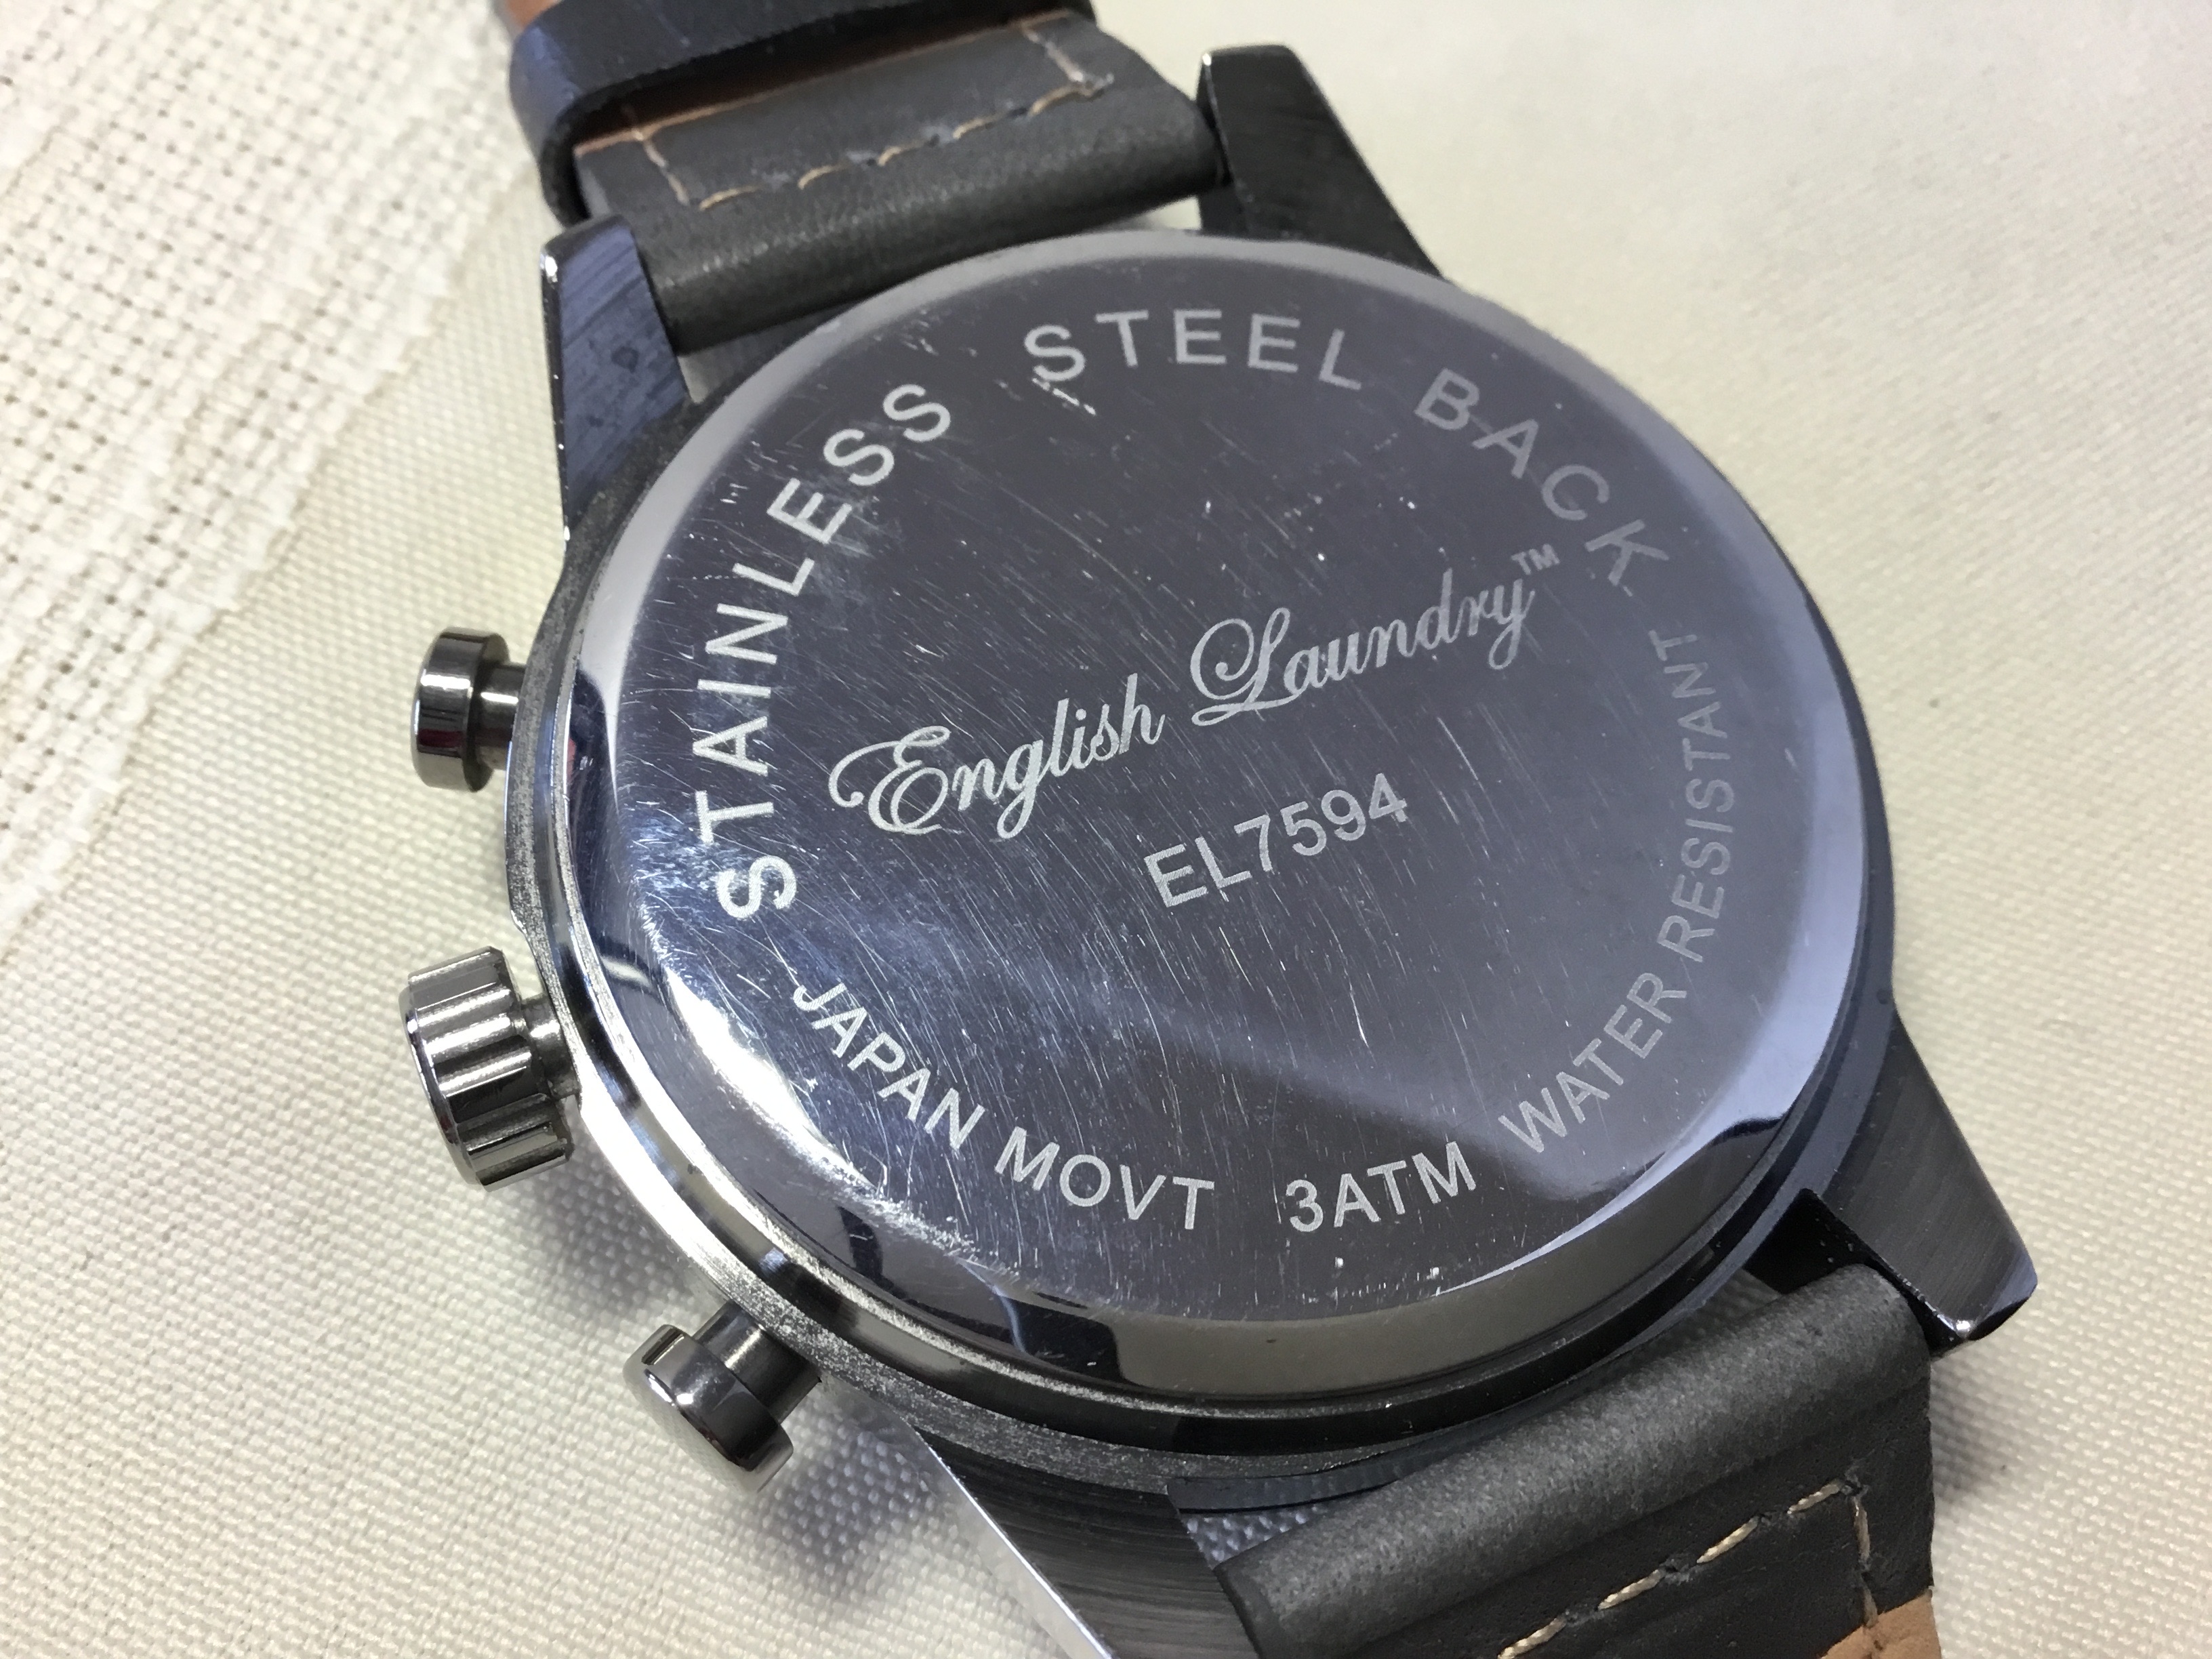 STAINLESS STEEL BACK
English Laundry™
EL7594
JAPAN MOVT 3ATM WATER RESISTANT